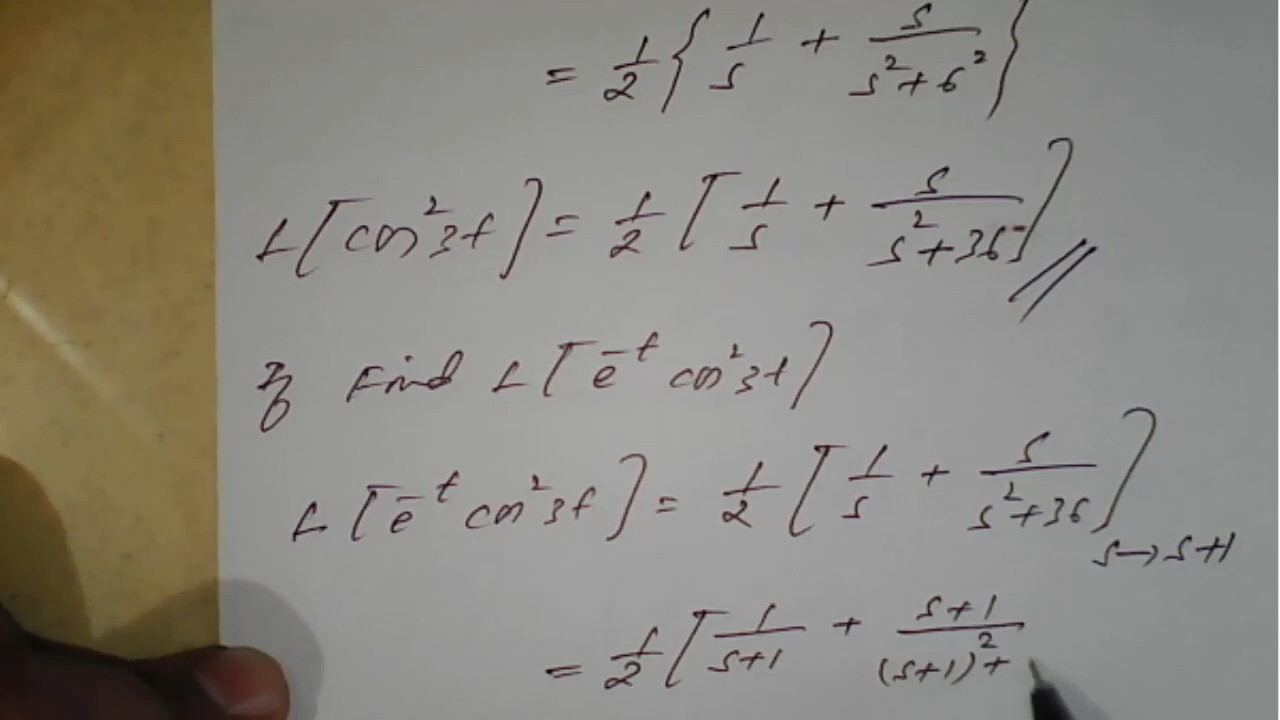 = 1/2 { 1/s + s/(s²+6²) }
L[cos²3t] = 1/2 [ 1/s + s/(s²+36) ] //
3) Find L[e^-t cos²3t]
L[e^-t cos²3t] = 1/2 [ 1/s + s/(s²+36) ] s→s+1
= 1/2 [ 1/(s+1) + (s+1)/((s+1)²+